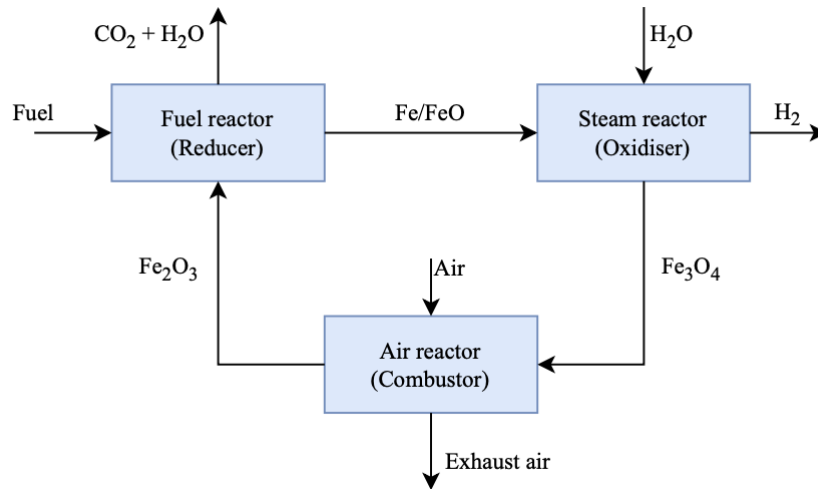 CO₂ + H₂O
H₂O
Fuel
Fuel reactor
(Reducer)
Fe/FeO
Steam reactor
(Oxidiser)
H₂
Fe₂O₃
Air
Fe₃O₄
Air reactor
(Combustor)
Exhaust air